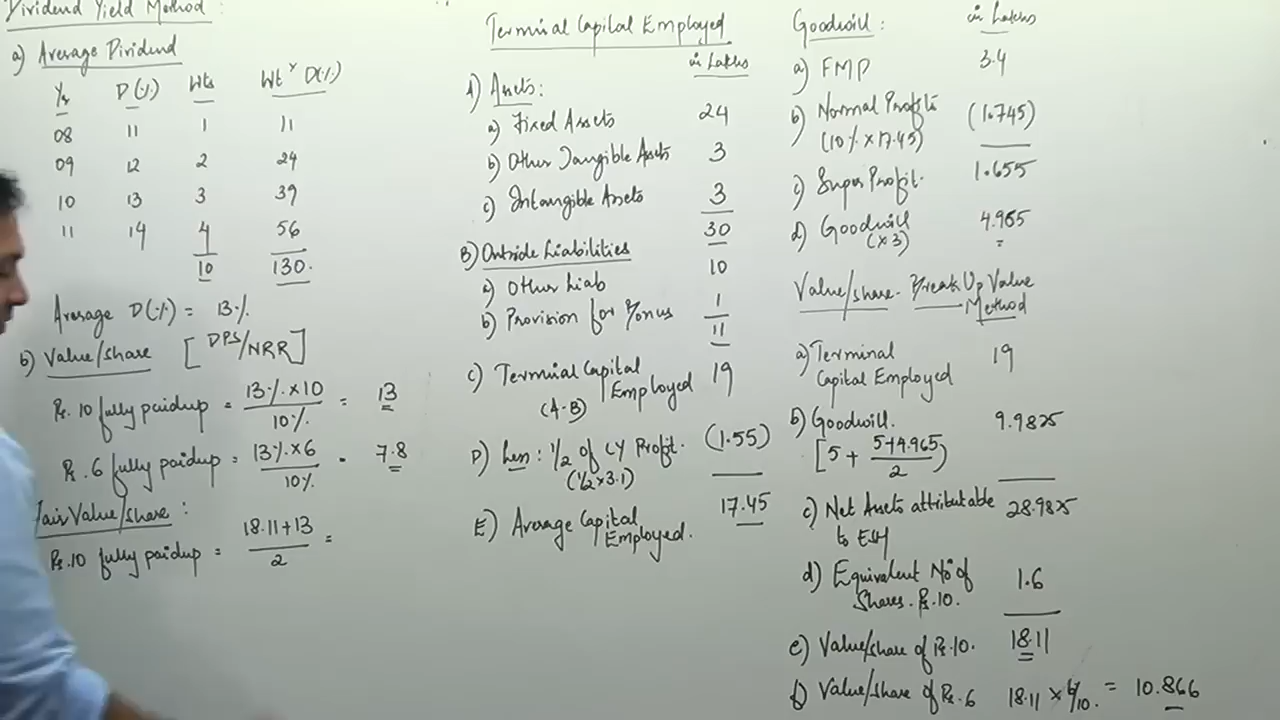 Dividend Yield Method :
a) Average Dividend
Yr D(%) Wts Wt × D(%)
08 11 1 11
09 12 2 24
10 13 3 39
11 14 4 56
10 130.
Average D(%) = 13%
b) Value/share [DPS/NRR]
Rs. 10 fully paidup = 13% × 10 / 10% = 13
Rs. 6 fully paidup = 13% × 6 / 10% = 7.8
Fair Value/share :
Rs. 10 fully paidup = 18.11 + 13 / 2 =
Terminal Capital Employed
in Lakhs
A) Assets :
a) Fixed Assets 24
b) Other Tangible Assets 3
c) Intangible Assets 3
30
B) Outside Liabilities
a) Other Liab 10
b) Provision for Bonus 1
11
C) Terminal Capital Employed 19
(A-B)
D) Less : 1/2 of CY Profit. (1.55)
(1/2 × 3.1)
E) Average Capital Employed. 17.45
Goodwill : in Lakhs
a) FMP 3.4
b) Normal Profits (1.745)
(10% × 17.45)
c) Super Profit. 1.655
d) Goodwill 4.965
(×3)
Value/share - Break Up Value
Method
a) Terminal 19
Capital Employed
b) Goodwill. 9.9825
[5 + 5+4.965 / 2)
c) Net Assets attributable 28.9825
to ESH
d) Equivalent No of 1.6
Shares. Rs. 10.
e) Value/share of Rs. 10. 18.11
f) Value/share of Rs. 6 18.11 × 6/10. = 10.866